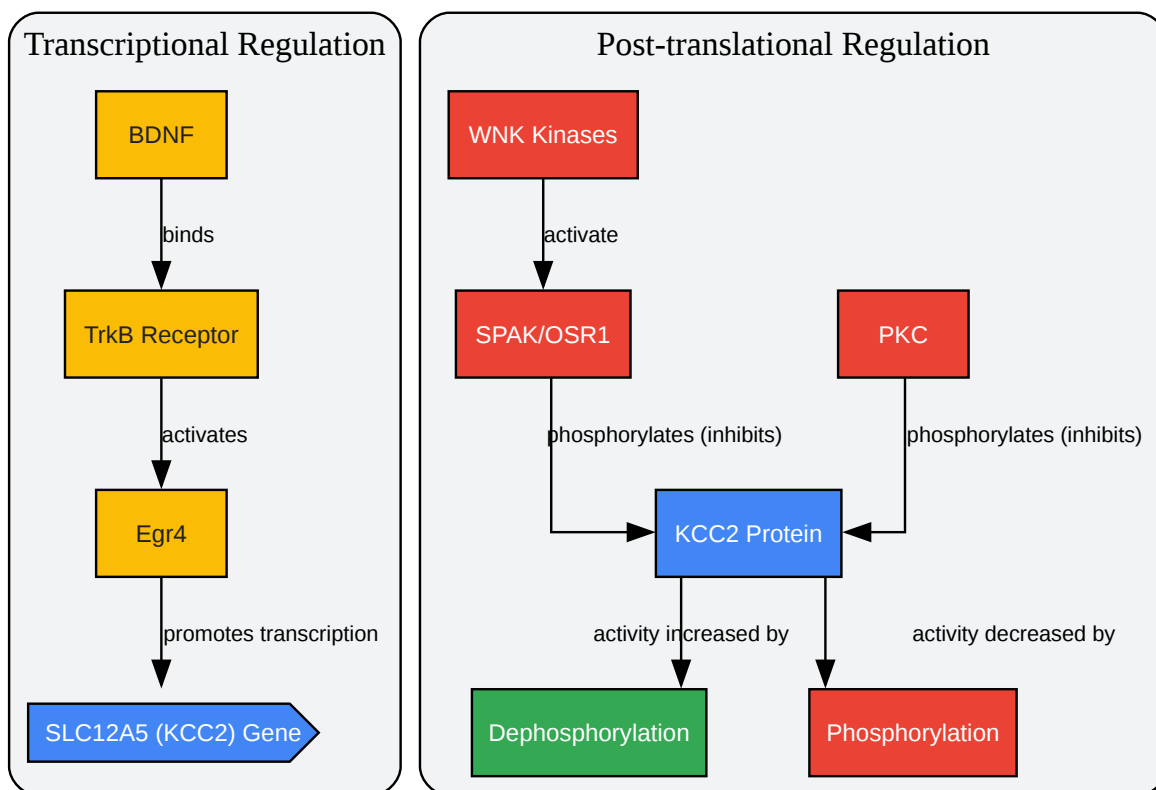 Transcriptional Regulation
BDNF
binds
TrkB Receptor
activates
Egr4
promotes transcription
SLC12A5 (KCC2) Gene
Post-translational Regulation
WNK Kinases
activate
SPAK/OSR1
PKC
phosphorylates (inhibits)
phosphorylates (inhibits)
KCC2 Protein
activity increased by
activity decreased by
Dephosphorylation
Phosphorylation